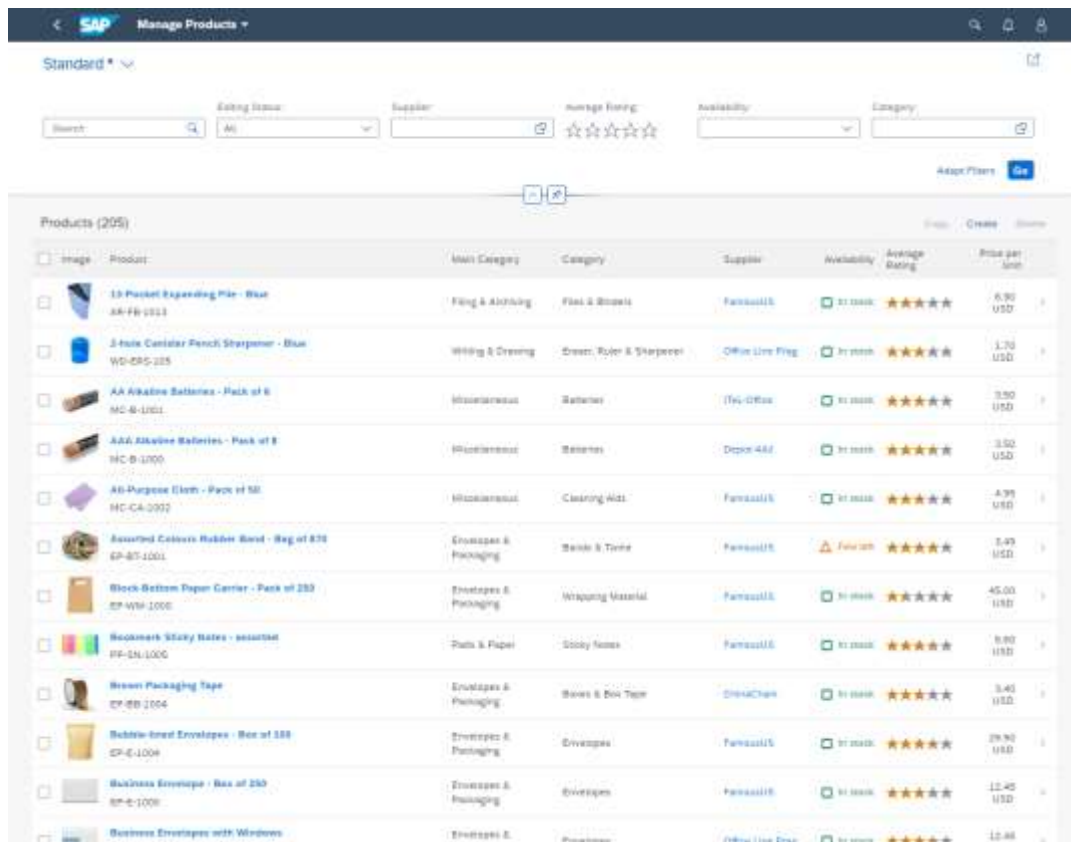 SAP Manage Products
Standard *
Editing Status: Supplier: Average Rating: Availability: Category:
Search All
Adapt Filters Go
Products (205) Copy Create Delete
Image Product Main Category Category Supplier Availability Average Rating Price per Unit
13 Pocket Expanding File - Blue
AR-FB-1013
Filing & Archiving Files & Binders FamousUS In stock 6.90 USD
2-hole Canister Pencil Sharpener - Blue
WD-ERS-105
Writing & Drawing Eraser, Ruler & Sharpener Office Line Prag In stock 1.70 USD
AA Alkaline Batteries - Pack of 6
MC-B-1001
Miscellaneous Batteries ITeL-Office In stock 3.50 USD
AAA Alkaline Batteries - Pack of 8
MC-B-1000
Miscellaneous Batteries Depot-4All In stock 3.50 USD
All-Purpose Cloth - Pack of 50
MC-CA-1002
Miscellaneous Cleaning Aids FamousUS In stock 4.95 USD
Assorted Colours Rubber Band - Bag of 870
EP-BT-1001
Envelopes & Packaging Bands & Twine FamousUS Few left 3.49 USD
Block Bottom Paper Carrier - Pack of 250
EP-WM-1000
Envelopes & Packaging Wrapping Material FamousUS In stock 45.00 USD
Bookmark Sticky Notes - assorted
PP-SN-1005
Pads & Paper Sticky Notes FamousUS In stock USD
Brown Packaging Tape
EP-BB-1004
Envelopes & Packaging Boxes & Box Tape In stock 3.40 USD
Bubble-lined Envelopes - Box of 100
EP-E-1004
Envelopes & Packaging Envelopes FamousUS In stock 29.90 USD
Business Envelope - Box of 250
Envelopes & Packaging Envelopes FamousUS In stock 12.45 USD
Business Envelopes with Windows
Envelopes & Envelopes Office Line Prag In stock